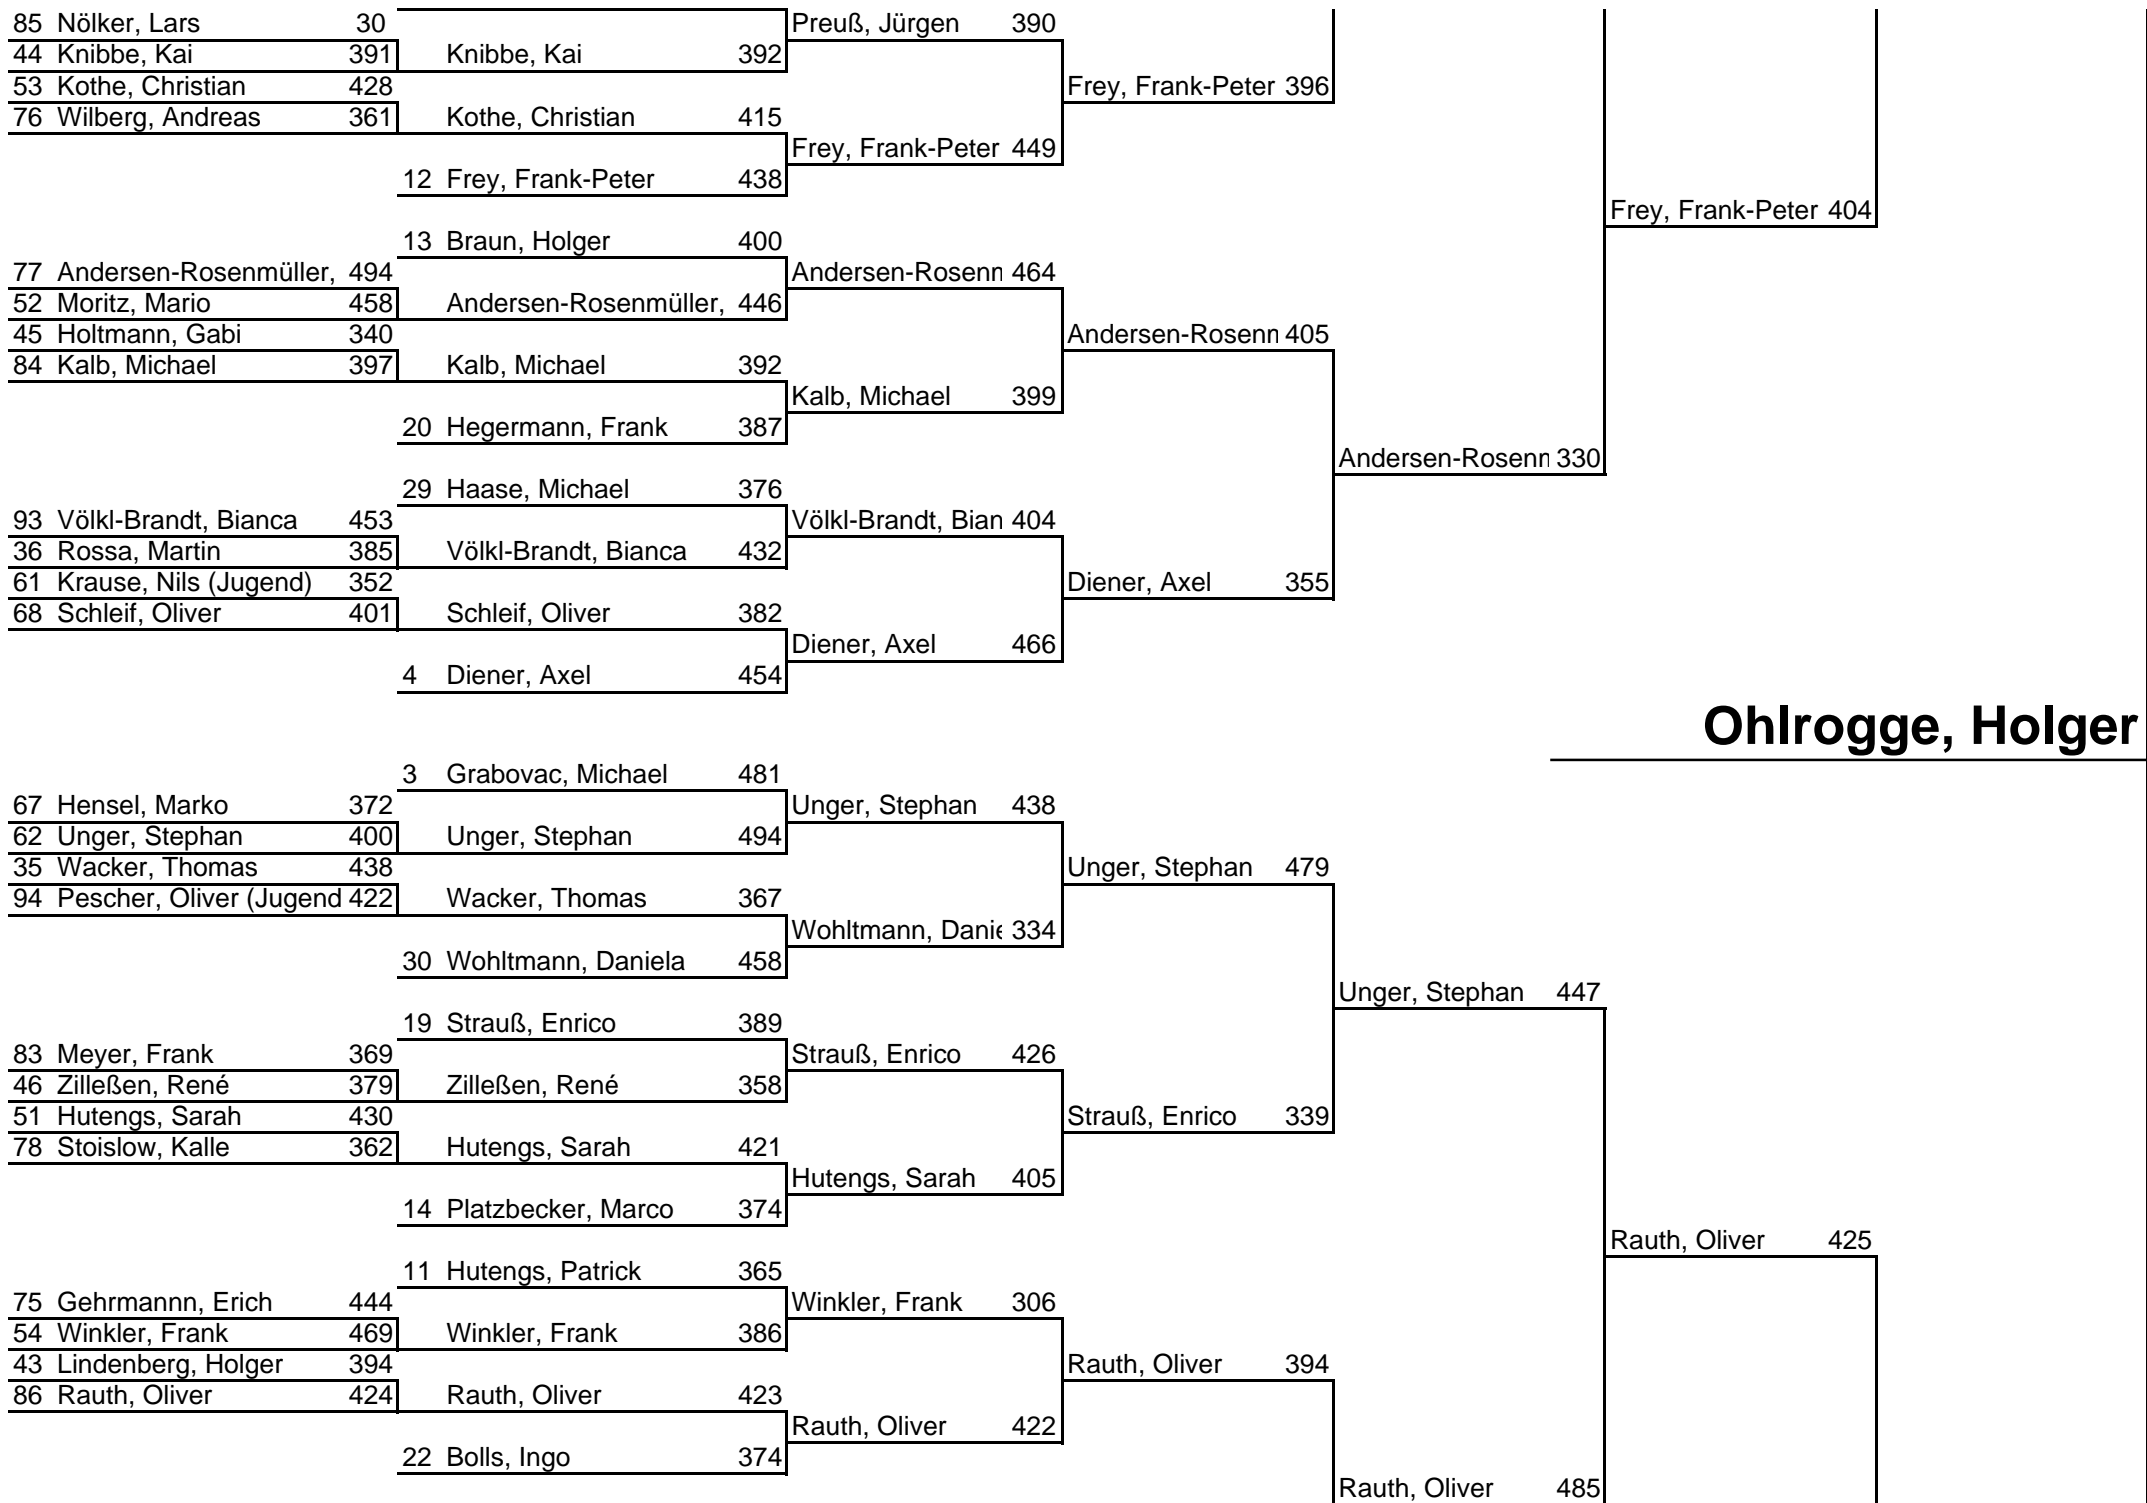 85 Nölker, Lars 30 Preuß, Jürgen 390
44 Knibbe, Kai 391 Knibbe, Kai 392
53 Kothe, Christian 428 Frey, Frank-Peter 396
76 Wilberg, Andreas 361 Kothe, Christian 415
Frey, Frank-Peter 449
12 Frey, Frank-Peter 438
Frey, Frank-Peter 404
13 Braun, Holger 400
77 Andersen-Rosenmüller, 494 Andersen-Rosenn 464
52 Moritz, Mario 458 Andersen-Rosenmüller, 446
45 Holtmann, Gabi 340 Andersen-Rosenn 405
84 Kalb, Michael 397 Kalb, Michael 392
Kalb, Michael 399
20 Hegermann, Frank 387
Andersen-Rosenn 330
29 Haase, Michael 376
93 Völkl-Brandt, Bianca 453 Völkl-Brandt, Bian 404
36 Rossa, Martin 385 Völkl-Brandt, Bianca 432
61 Krause, Nils (Jugend) 352 Diener, Axel 355
68 Schleif, Oliver 401 Schleif, Oliver 382
Diener, Axel 466
4 Diener, Axel 454
Ohlrogge, Holger
3 Grabovac, Michael 481
67 Hensel, Marko 372 Unger, Stephan 438
62 Unger, Stephan 400 Unger, Stephan 494
35 Wacker, Thomas 438 Unger, Stephan 479
94 Pescher, Oliver (Jugend 422 Wacker, Thomas 367
Wohltmann, Danie 334
30 Wohltmann, Daniela 458
Unger, Stephan 447
19 Strauß, Enrico 389
83 Meyer, Frank 369 Strauß, Enrico 426
46 Zilleßen, René 379 Zilleßen, René 358
51 Hutengs, Sarah 430 Strauß, Enrico 339
78 Stoislow, Kalle 362 Hutengs, Sarah 421
Hutengs, Sarah 405
14 Platzbecker, Marco 374
Rauth, Oliver 425
11 Hutengs, Patrick 365
75 Gehrmannn, Erich 444 Winkler, Frank 306
54 Winkler, Frank 469 Winkler, Frank 386
43 Lindenberg, Holger 394 Rauth, Oliver 394
86 Rauth, Oliver 424 Rauth, Oliver 423
Rauth, Oliver 422
22 Bolls, Ingo 374
Rauth, Oliver 485